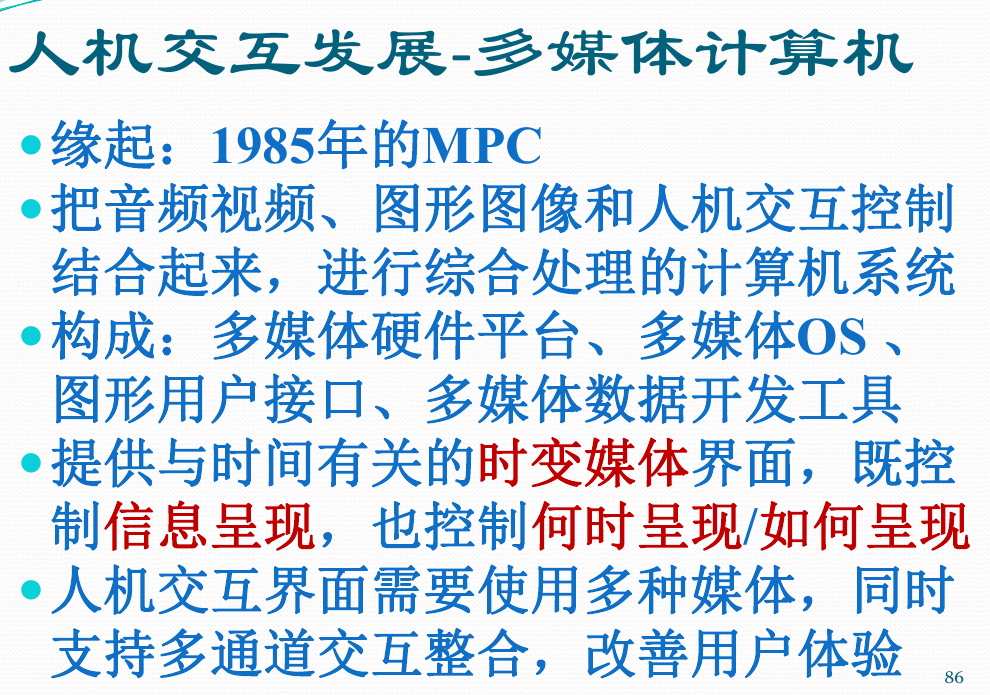 人机交互发展-多媒体计算机
•缘起：1985年的MPC
•把音频视频、图形图像和人机交互控制
结合起来，进行综合处理的计算机系统
•构成：多媒体硬件平台、多媒体OS 、
图形用户接口、多媒体数据开发工具
•提供与时间有关的时变媒体界面，既控
制信息呈现，也控制何时呈现/如何呈现
•人机交互界面需要使用多种媒体，同时
支持多通道交互整合，改善用户体验
86